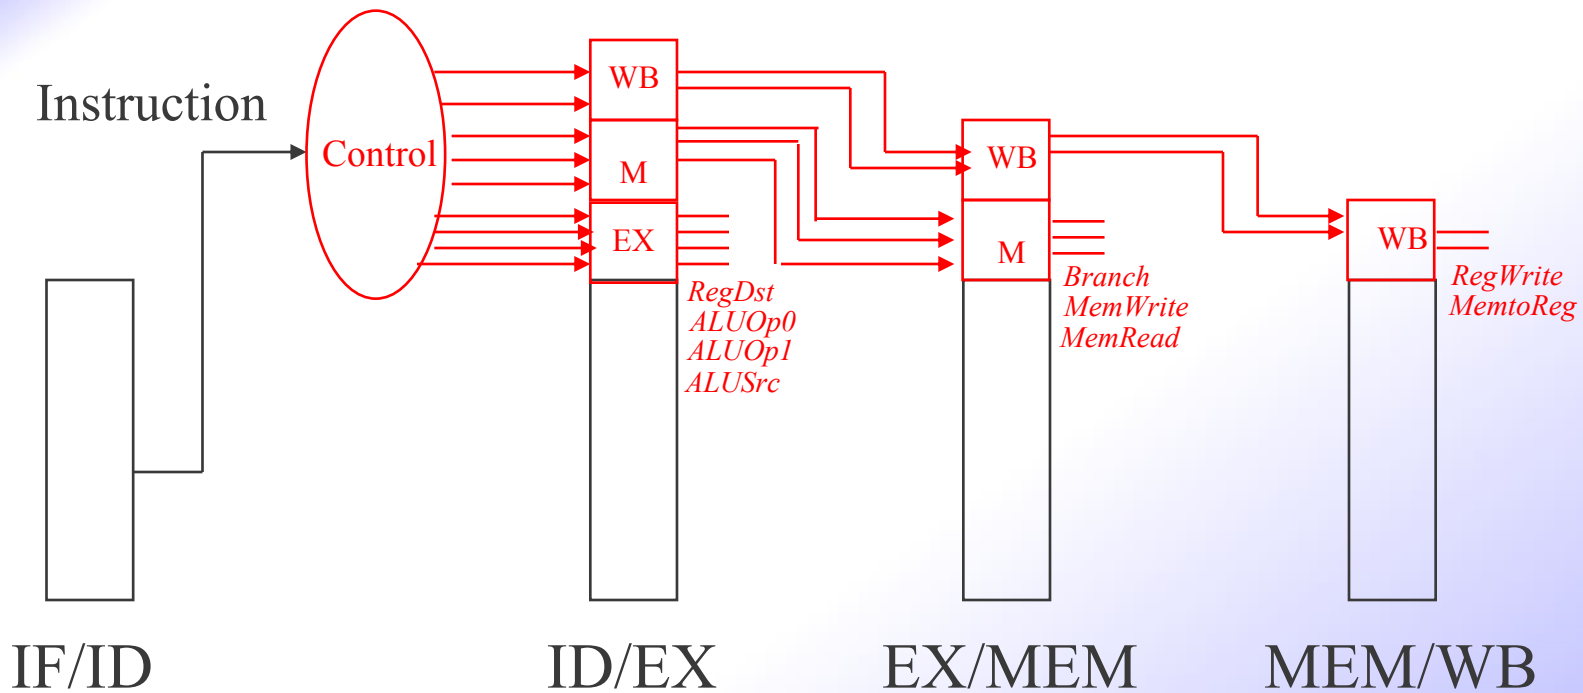 Instruction
Control
WB
M
EX
RegDst
ALUOp0
ALUOp1
ALUSrc
WB
M
Branch
MemWrite
MemRead
WB
RegWrite
MemtoReg
IF/ID
ID/EX
EX/MEM
MEM/WB